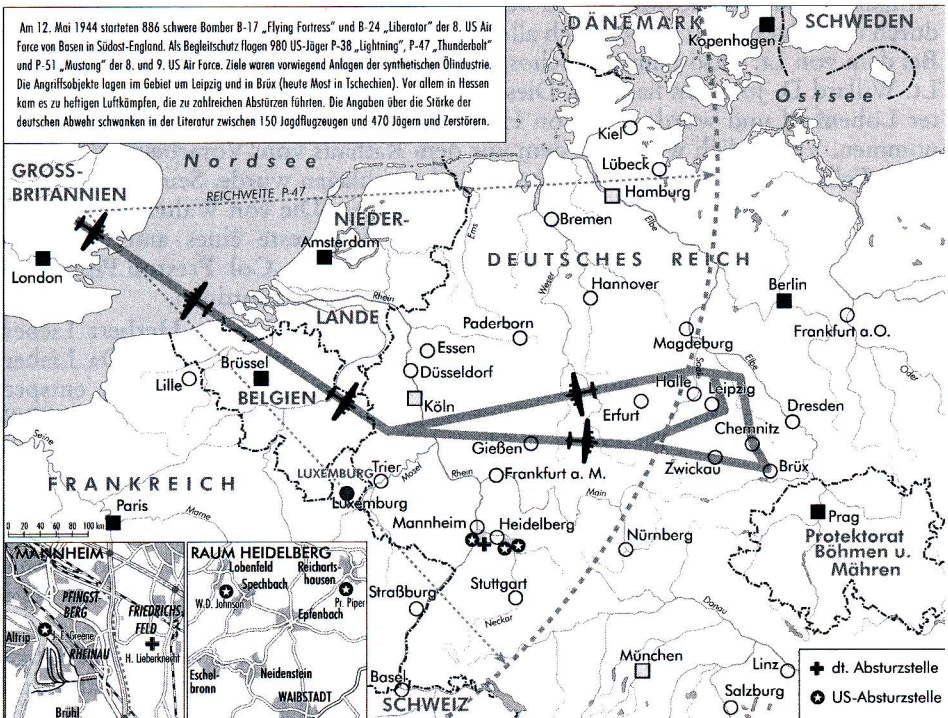 Am 12. Mai 1944 starteten 886 schwere Bomber B-17 „Flying Fortress" und B-24 „Liberator" der 8. US Air
Force von Basen in Südost-England. Als Begleitschutz flogen 980 US-Jäger P-38 „Lightning", P-47 „Thunderbolt"
und P-51 „Mustang" der 8. und 9. US Air Force. Ziele waren vorwiegend Anlagen der synthetischen Ölindustrie.
Die Angriffsobjekte lagen im Gebiet um Leipzig und in Brüx (heute Most in Tschechien). Vor allem in Hessen
kam es zu heftigen Luftkämpfen, die zu zahlreichen Abstürzen führten. Die Angaben über die Stärke der
deutschen Abwehr schwanken in der Literatur zwischen 150 Jagdflugzeugen und 470 Jägern und Zerstörern.
DÄNEMARK
SCHWEDEN
Kopenhagen
Ostsee
Kiel
Lübeck
Hamburg
Nordsee
GROSS-
BRITANNIEN
REICHWEITE P-47
NIEDER-
Bremen
Elbe
Ems
London
Amsterdam
DEUTSCHES REICH
Weser
Hannover
Berlin
Rhein
LANDE
Paderborn
Magdeburg
Frankfurt a.O.
Essen
Elbe
Oder
Brüssel
Düsseldorf
Saale
Halle
Leipzig
Lille
BELGIEN
Köln
Erfurt
Dresden
Chemnitz
Seine
Gießen
Zwickau
Brüx
LUXEMBURG
Trier
Mosel
Rhein
Frankfurt a. M.
FRANKREICH
Luxemburg
Main
Paris
Marne
Mannheim
Heidelberg
Prag
0 20 40 60 80 100 km
Nürnberg
Protektorat
Böhmen u.
Mähren
Stuttgart
Straßburg
Neckar
Donau
München
Linz
Basel
SCHWEIZ
Salzburg
MANNHEIM
PFINGST-
BERG
FRIEDRICHS
FELD
Altrip
E. Greene
RHEINAU
H. Lieberknecht
Brühl
RAUM HEIDELBERG
Lobenfeld
Reicharts
hausen
Spechbach
W.D. Johnson
Pr. Piper
Epfenbach
Eschel-
bronn
Neidenstein
WAIBSTADT
dt. Absturzstelle
US-Absturzstelle